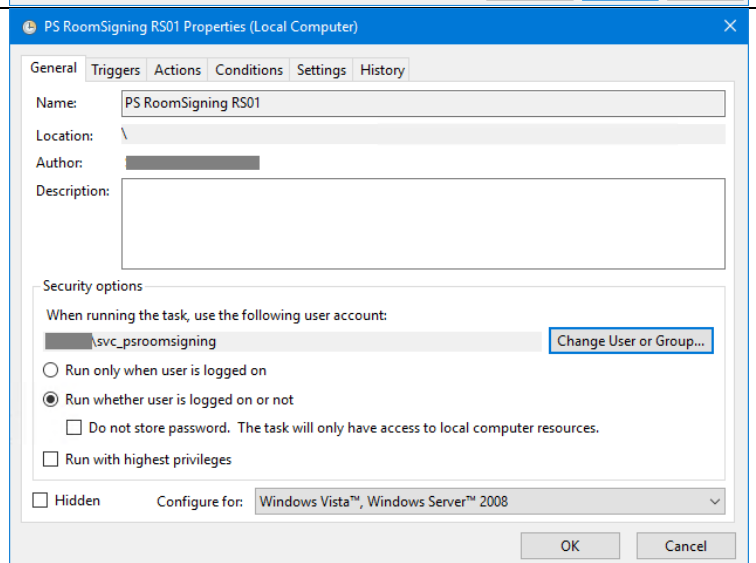 PS RoomSigning RS01 Properties (Local Computer)
General Triggers Actions Conditions Settings History
Name: PS RoomSigning RS01
Location: \
Author:
Description:
Security options
When running the task, use the following user account:
\svc_psroomsigning Change User or Group...
Run only when user is logged on
Run whether user is logged on or not
Do not store password. The task will only have access to local computer resources.
Run with highest privileges
Hidden Configure for: Windows Vista™, Windows Server™ 2008
OK Cancel